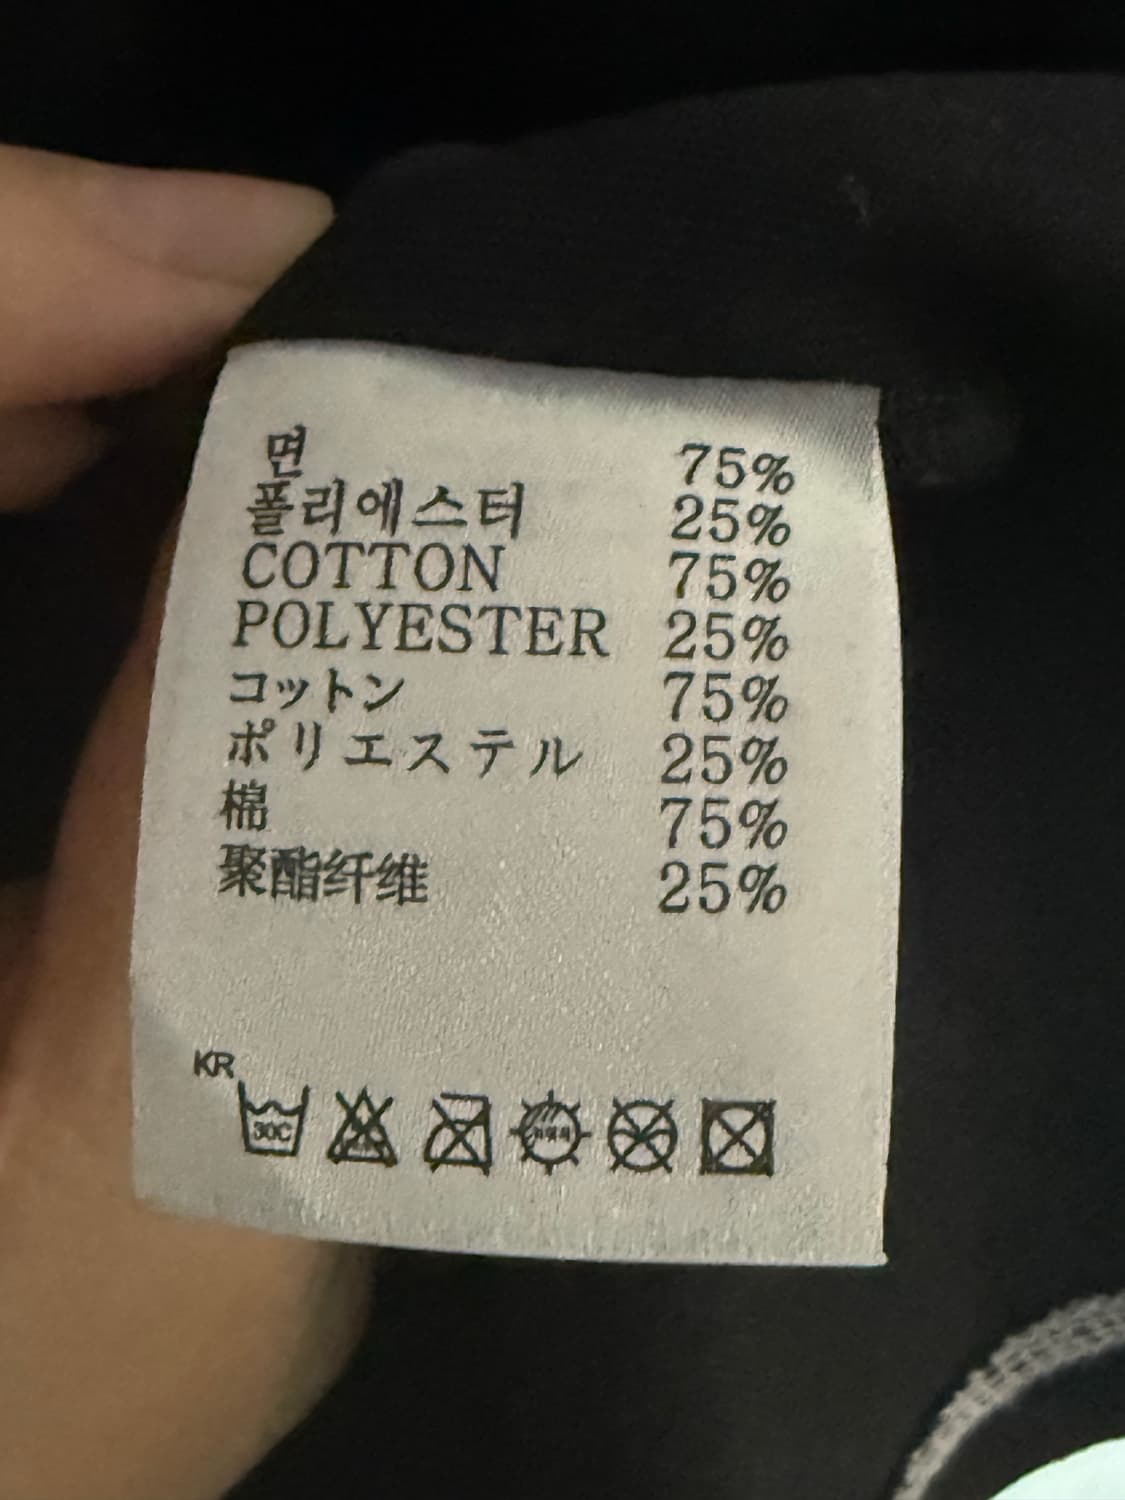 면 75%
폴리에스터 25%
COTTON 75%
POLYESTER 25%
コットン 75%
ポリエステル 25%
棉 75%
聚酯纤维 25%
KR
30C